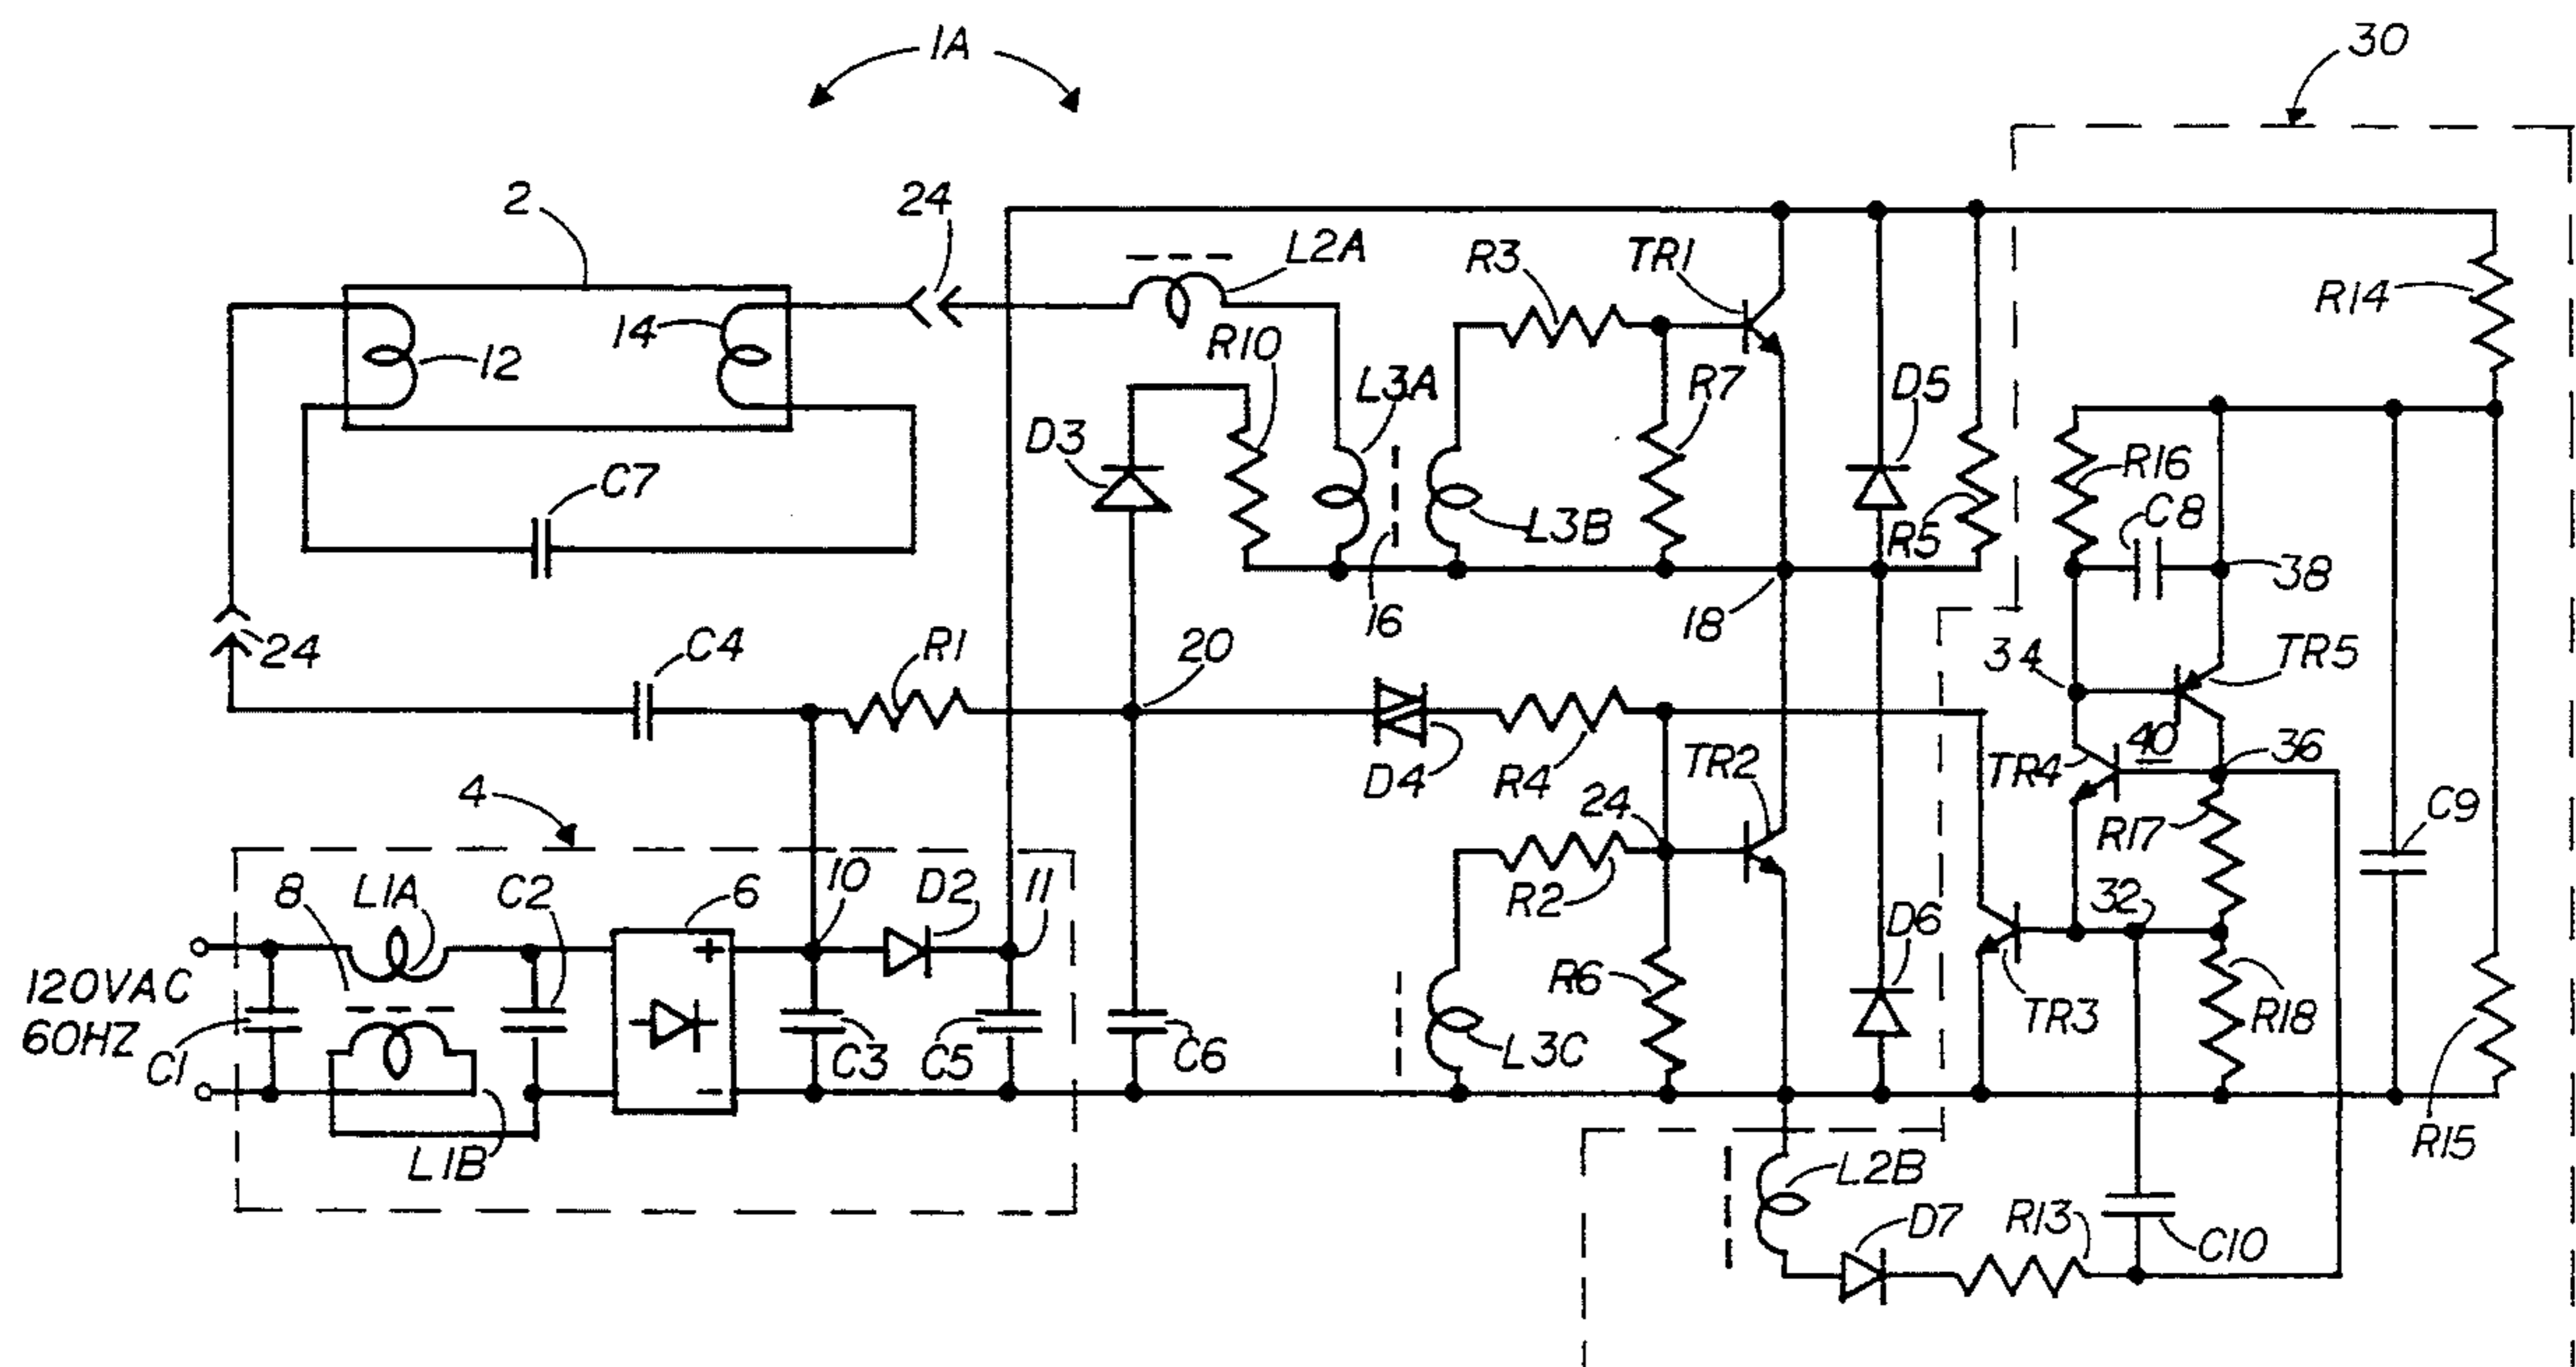 1A
30
2
24
L2A
R3
TR1
R14
14
12
R10
L3A
R7
D5
D3
R16
C7
C8
L3B
R5
38
16
18
24
C4
R1
20
34
TR5
40
36
D4
R4
TR2
TR4
4
24
R17
C9
8
L1A
C2
6
10
D2
11
R2
32
D6
120VAC
60HZ
C1
+
-
C3
C5
C6
R6
L3C
TR3
R18
L1B
R15
L2B
D7
R13
C10